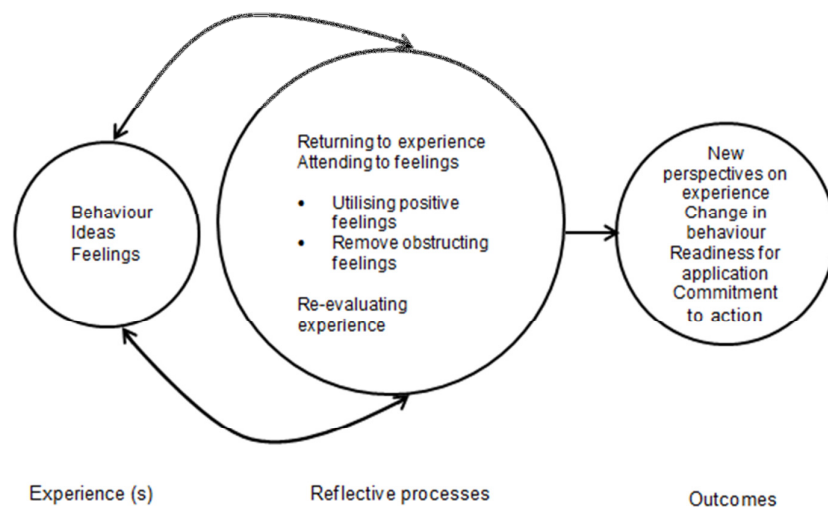 Behaviour
Ideas
Feelings
Returning to experience
Attending to feelings
• Utilising positive
feelings
• Remove obstructing
feelings
Re-evaluating
experience
New
perspectives on
experience
Change in
behaviour
Readiness for
application
Commitment
to action
Experience (s)
Reflective processes
Outcomes